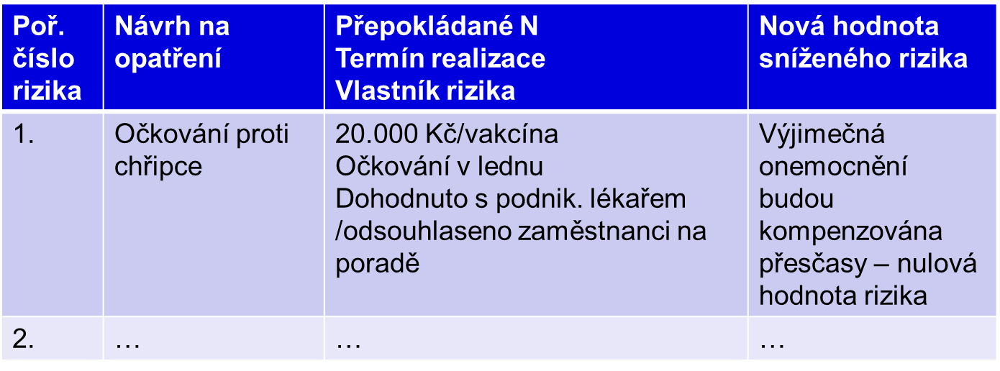 Poř.
číslo
rizika
Návrh na
opatření
Přepokládané N
Termín realizace
Vlastník rizika
Nová hodnota
sníženého rizika
1.
Očkování proti
chřipce
20.000 Kč/vakcína
Očkování v lednu
Dohodnuto s podnik. lékařem
/odsouhlaseno zaměstnanci na
poradě
Výjimečná
onemocnění
budou
kompenzována
přesčasy – nulová
hodnota rizika
2.
…
…
…